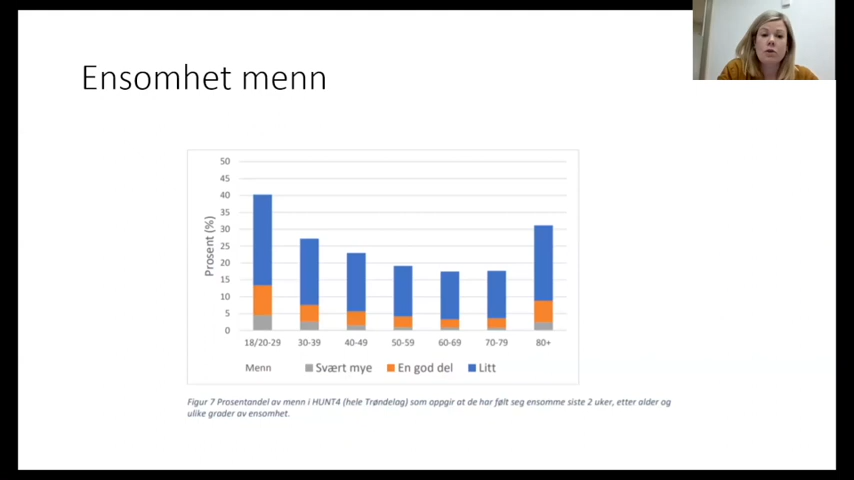 Ensomhet menn
50
45
40
35
30
25
20
15
10
5
0
Prosent (%)
18/20-29 30-39 40-49 50-59 60-69 70-79 80+
Menn Svært mye En god del Litt
Figur 7 Prosentandel av menn i HUNT4 (hele Trøndelag) som oppgir at de har følt seg ensomme siste 2 uker, etter alder og
ulike grader av ensomhet.